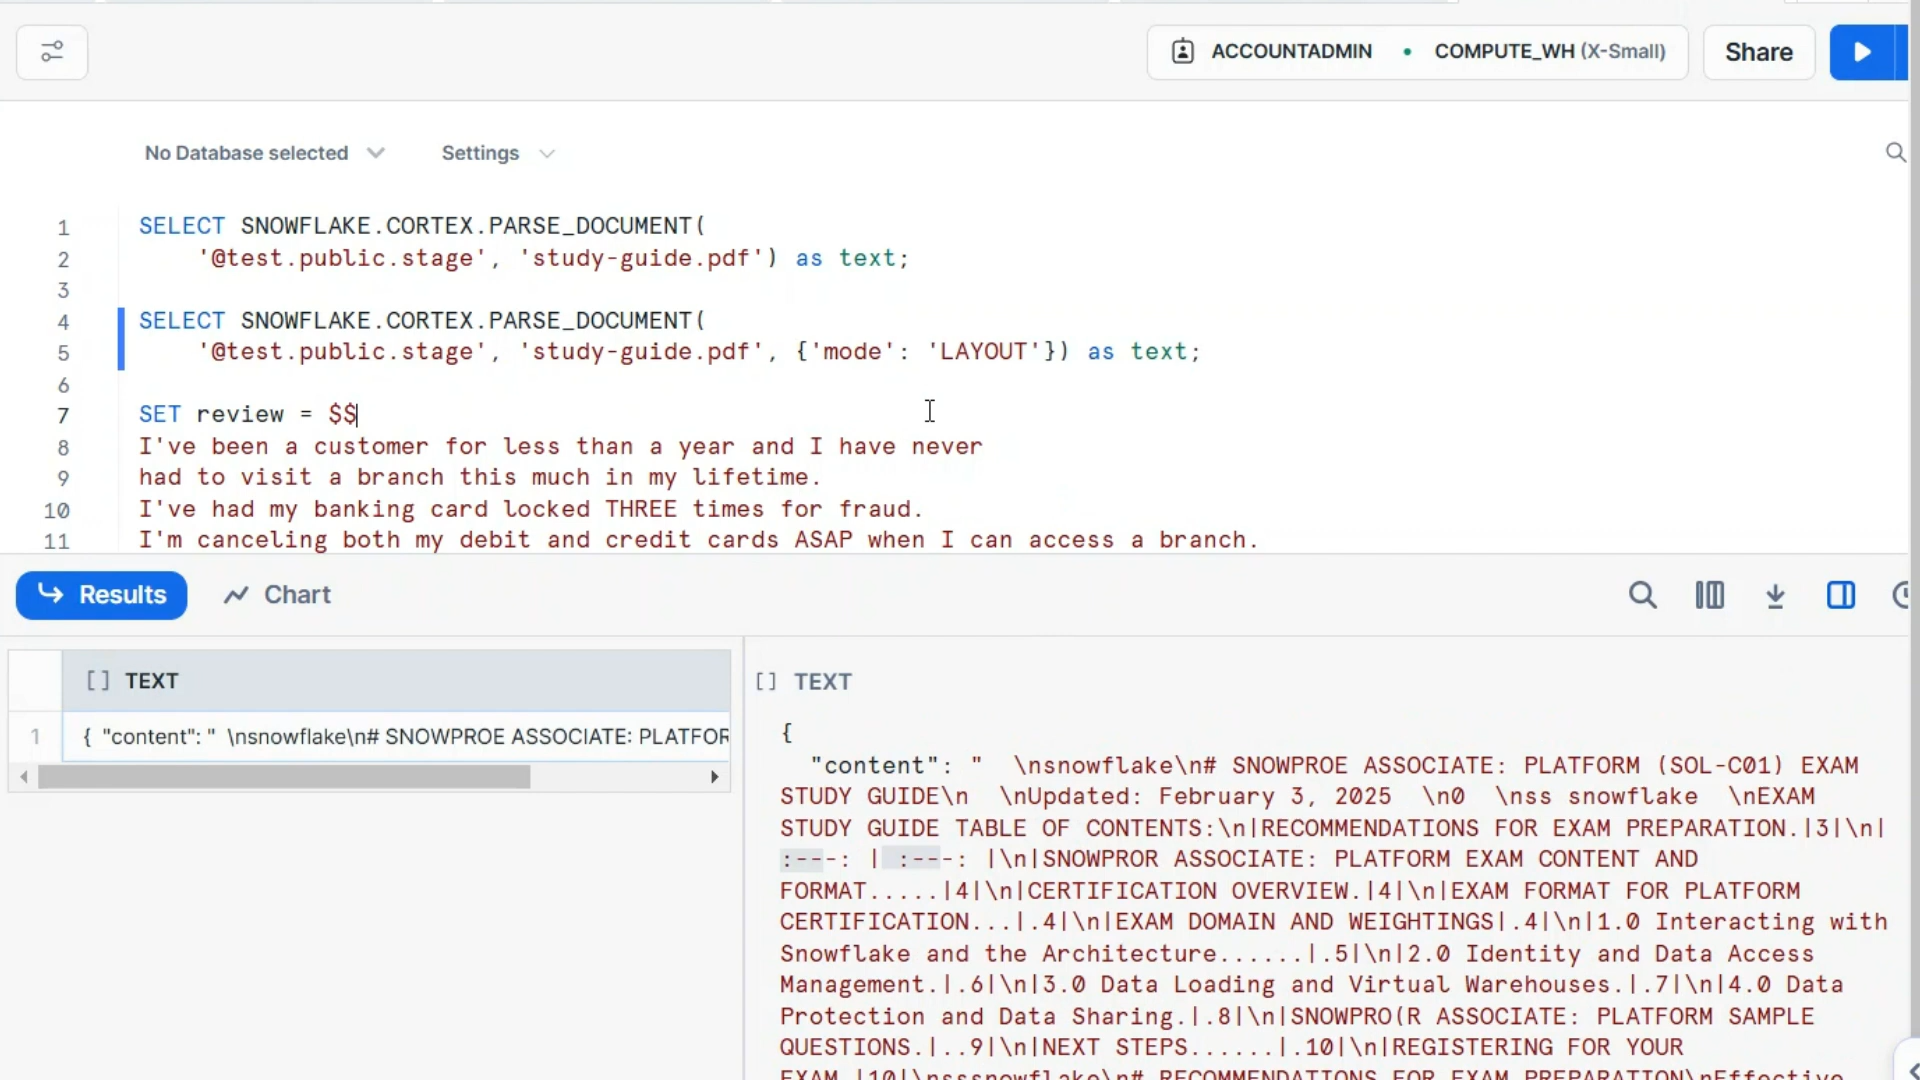 ACCOUNTADMIN • COMPUTE_WH (X-Small)
Share
No Database selected
Settings
1 SELECT SNOWFLAKE.CORTEX.PARSE_DOCUMENT(
2 '@test.public.stage', 'study-guide.pdf') as text;
3
4 SELECT SNOWFLAKE.CORTEX.PARSE_DOCUMENT(
5 '@test.public.stage', 'study-guide.pdf', {'mode': 'LAYOUT'}) as text;
6
7 SET review = $$
8 I've been a customer for less than a year and I have never
9 had to visit a branch this much in my lifetime.
10 I've had my banking card locked THREE times for fraud.
11 I'm canceling both my debit and credit cards ASAP when I can access a branch.
Results
Chart
[] TEXT
1 { "content": " \nsnowflake\n# SNOWPROE ASSOCIATE: PLATFOR
[] TEXT
{
"content": " \nsnowflake\n# SNOWPROE ASSOCIATE: PLATFORM (SOL-C01) EXAM
STUDY GUIDE\n \nUpdated: February 3, 2025 \n0 \nss snowflake \nEXAM
STUDY GUIDE TABLE OF CONTENTS:\n|RECOMMENDATIONS FOR EXAM PREPARATION.|3|\n|
:---: | :---: |\n|SNOWPROR ASSOCIATE: PLATFORM EXAM CONTENT AND
FORMAT.....|4|\n|CERTIFICATION OVERVIEW.|4|\n|EXAM FORMAT FOR PLATFORM
CERTIFICATION...|.4|\n|EXAM DOMAIN AND WEIGHTINGS|.4|\n|1.0 Interacting with
Snowflake and the Architecture......|.5|\n|2.0 Identity and Data Access
Management.|.6|\n|3.0 Data Loading and Virtual Warehouses.|.7|\n|4.0 Data
Protection and Data Sharing.|.8|\n|SNOWPRO(R ASSOCIATE: PLATFORM SAMPLE
QUESTIONS.|..9|\n|NEXT STEPS......|.10|\n|REGISTERING FOR YOUR
EXAM.|10|\n\nsssnowflake\n# RECOMMENDATIONS FOR EXAM PREPARATION\nEffective